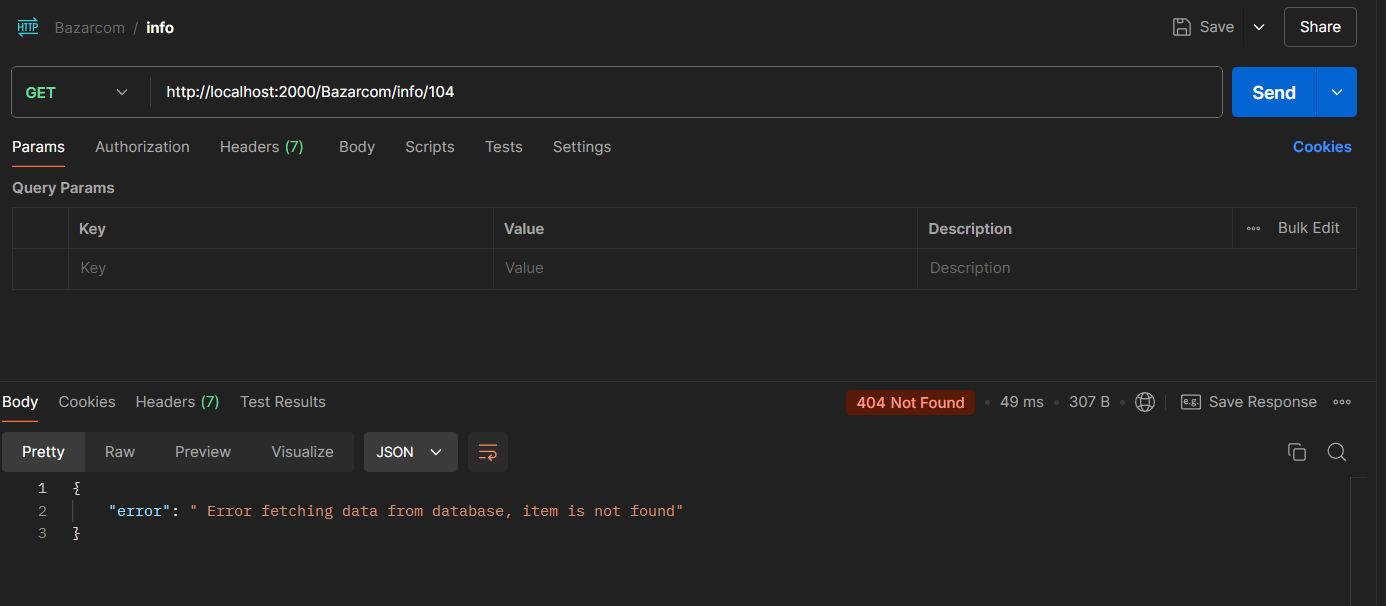 HTTP Bazarcom / info Save Share
GET http://localhost:2000/Bazarcom/info/104 Send
Params Authorization Headers (7) Body Scripts Tests Settings Cookies
Query Params
Key Value Description Bulk Edit
Key Value Description
Body Cookies Headers (7) Test Results 404 Not Found 49 ms 307 B e.g. Save Response
Pretty Raw Preview Visualize JSON
1 {
2 "error": " Error fetching data from database, item is not found"
3 }